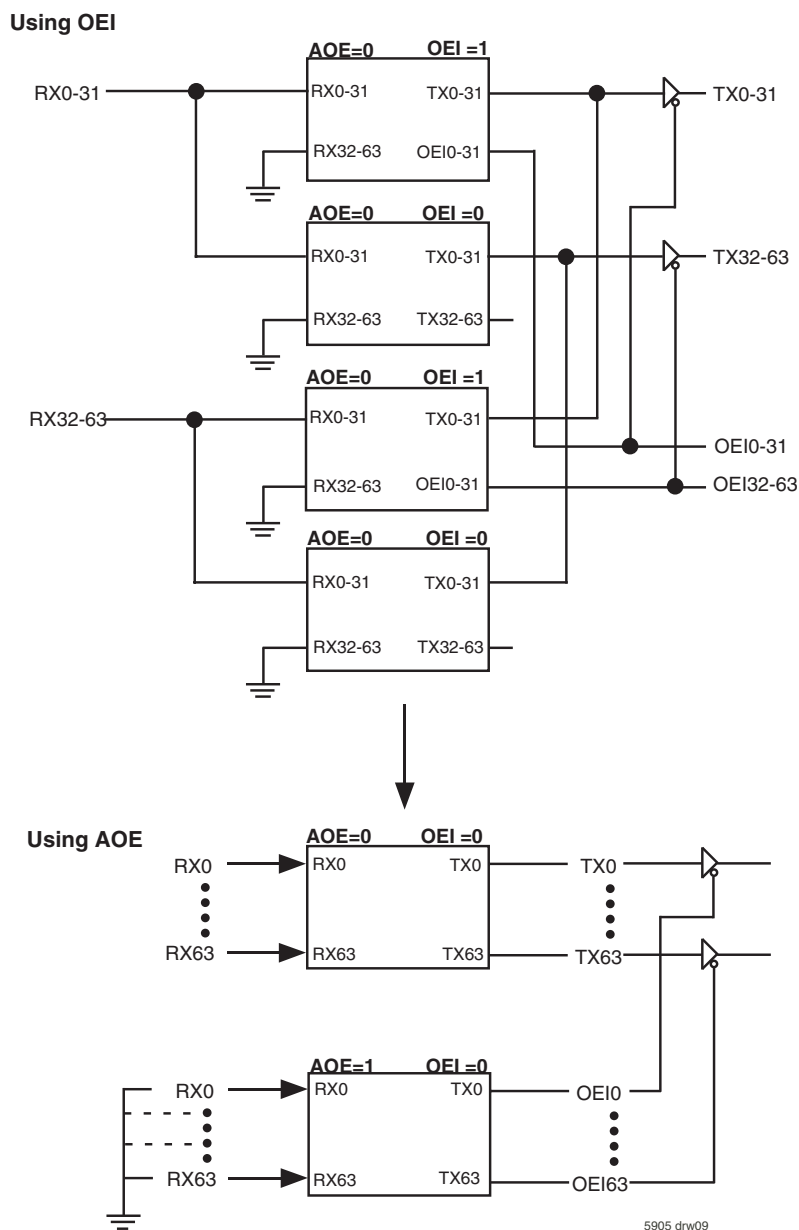 Using OEI
AOE=0 OEI =1
RX0-31 RX0-31 TX0-31 TX0-31
RX32-63 OEI0-31
AOE=0 OEI =0
RX0-31 TX0-31 TX32-63
RX32-63 TX32-63
AOE=0 OEI =1
RX32-63 RX0-31 TX0-31
OEI0-31
RX32-63 OEI0-31 OEI32-63
AOE=0 OEI =0
RX0-31 TX0-31
RX32-63 TX32-63
Using AOE
AOE=0 OEI =0
RX0 RX0 TX0 TX0
RX63 RX63 TX63 TX63
AOE=1 OEI =0
RX0 RX0 TX0 OEI0
RX63 RX63 TX63 OEI63
5905 drw09